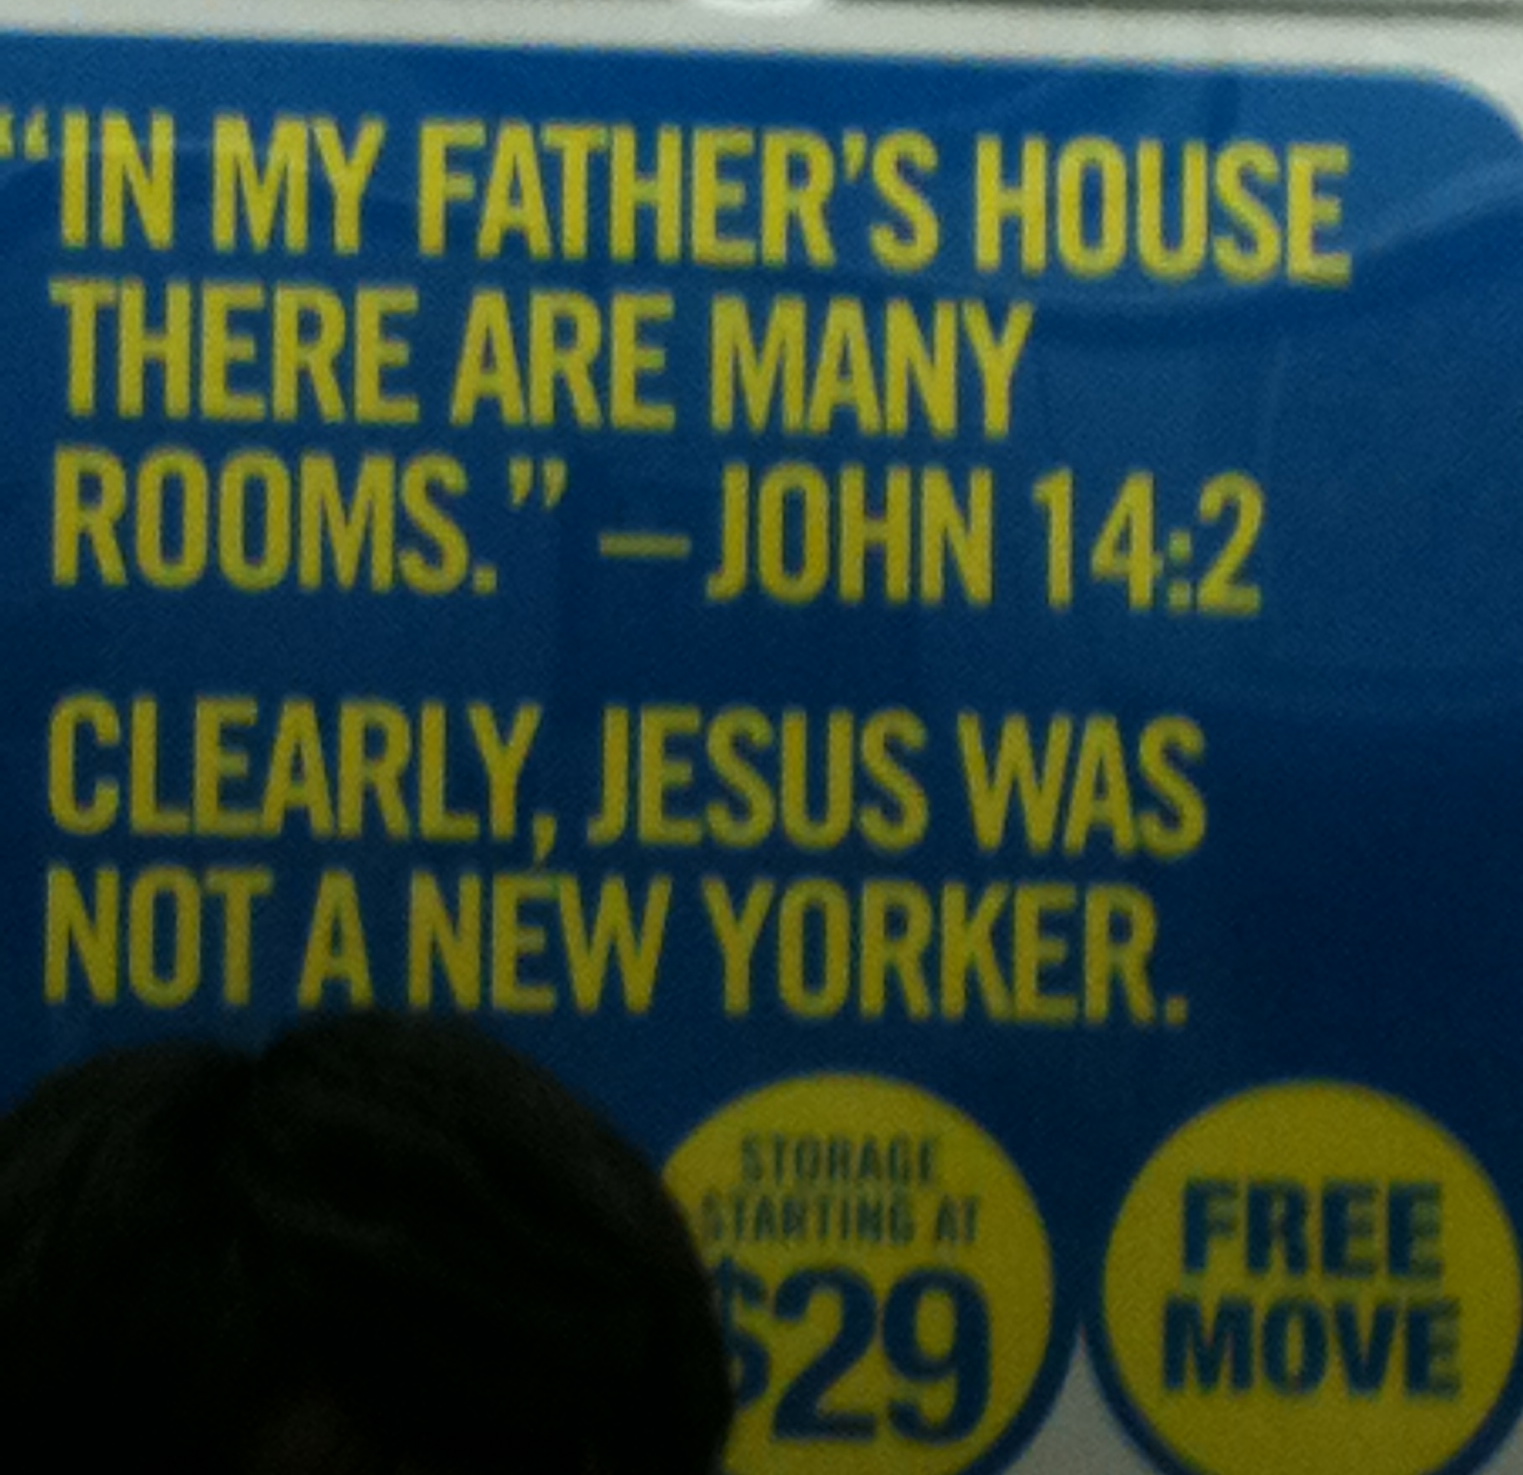 “IN MY FATHER’S HOUSE
THERE ARE MANY
ROOMS.” – JOHN 14:2
CLEARLY, JESUS WAS
NOT A NEW YORKER.
STORAGE
STARTING AT
$29
FREE
MOVE